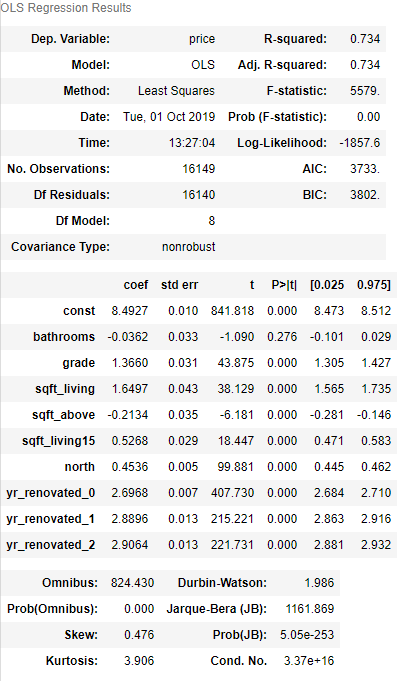 OLS Regression Results
Dep. Variable: price R-squared: 0.734
Model: OLS Adj. R-squared: 0.734
Method: Least Squares F-statistic: 5579.
Date: Tue, 01 Oct 2019 Prob (F-statistic): 0.00
Time: 13:27:04 Log-Likelihood: -1857.6
No. Observations: 16149 AIC: 3733.
Df Residuals: 16140 BIC: 3802.
Df Model: 8
Covariance Type: nonrobust
coef std err t P>|t| [0.025 0.975]
const 8.4927 0.010 841.818 0.000 8.473 8.512
bathrooms -0.0362 0.033 -1.090 0.276 -0.101 0.029
grade 1.3660 0.031 43.875 0.000 1.305 1.427
sqft_living 1.6497 0.043 38.129 0.000 1.565 1.735
sqft_above -0.2134 0.035 -6.181 0.000 -0.281 -0.146
sqft_living15 0.5268 0.029 18.447 0.000 0.471 0.583
north 0.4536 0.005 99.881 0.000 0.445 0.462
yr_renovated_0 2.6968 0.007 407.730 0.000 2.684 2.710
yr_renovated_1 2.8896 0.013 215.221 0.000 2.863 2.916
yr_renovated_2 2.9064 0.013 221.731 0.000 2.881 2.932
Omnibus: 824.430 Durbin-Watson: 1.986
Prob(Omnibus): 0.000 Jarque-Bera (JB): 1161.869
Skew: 0.476 Prob(JB): 5.05e-253
Kurtosis: 3.906 Cond. No. 3.37e+16